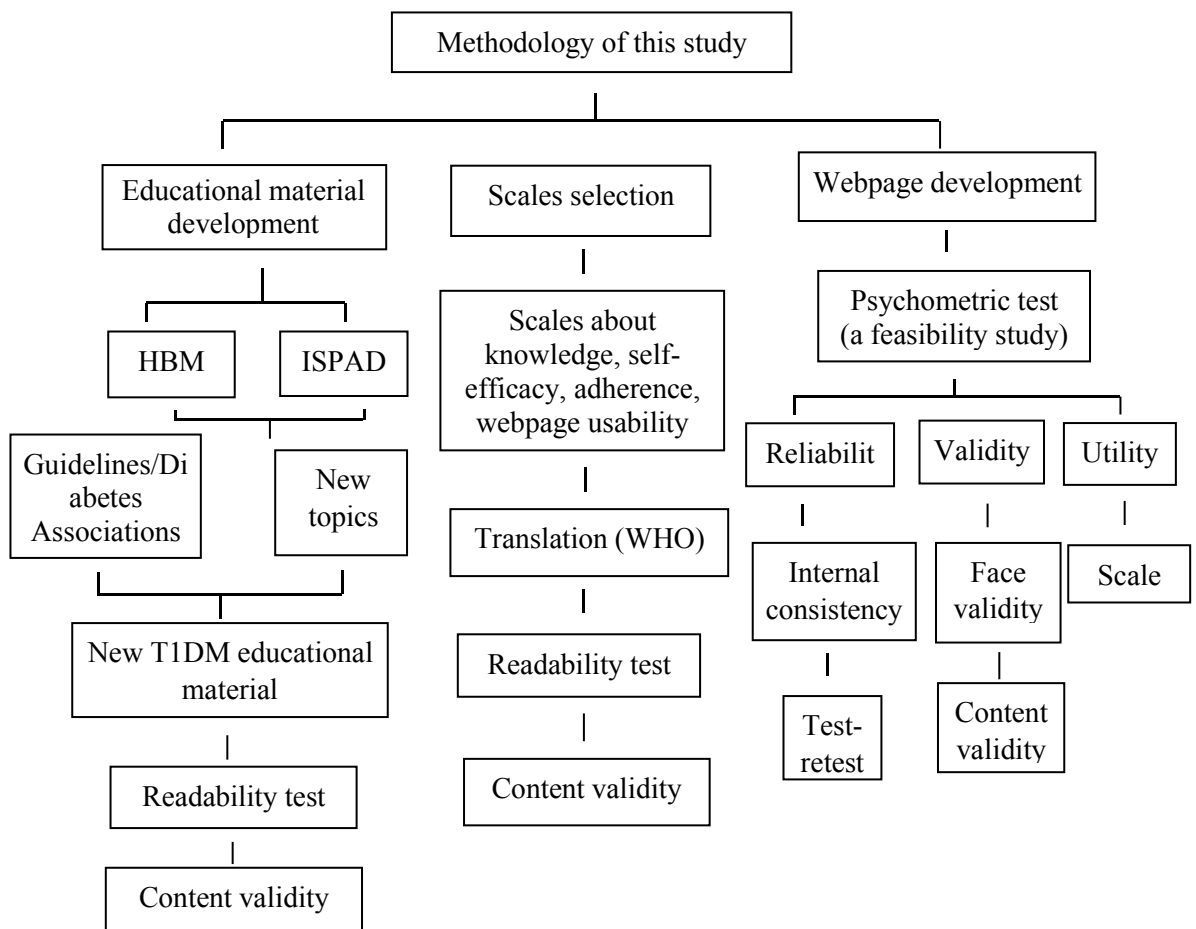 Methodology of this study
Educational material
development
Scales selection
Webpage development
HBM
ISPAD
Scales about
knowledge, self-
efficacy, adherence,
webpage usability
Psychometric test
(a feasibility study)
Guidelines/Di
abetes
Associations
New
topics
Reliabilit
Validity
Utility
Translation (WHO)
Internal
consistency
Face
validity
Scale
New T1DM educational
material
Readability test
Test-
retest
Content
validity
Readability test
Content validity
Content validity